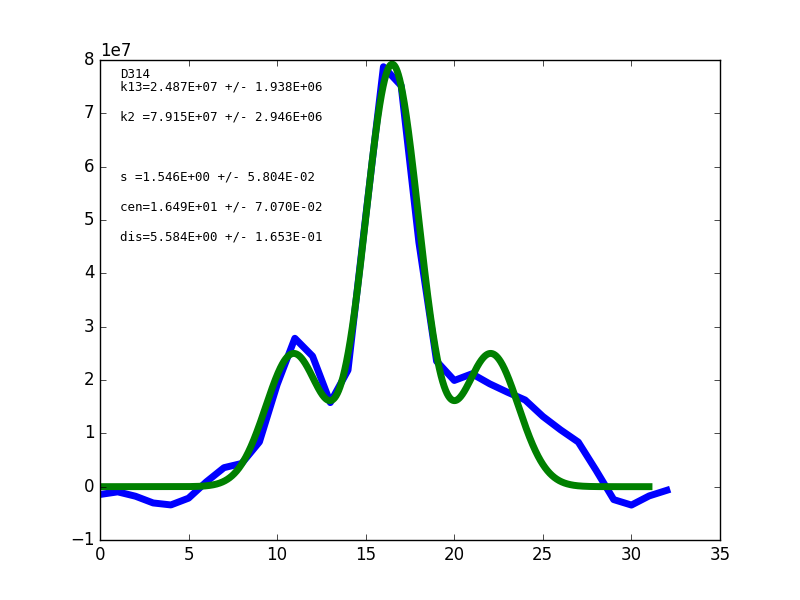 1e7
8
D314
k13=2.487E+07 +/- 1.938E+06
7
k2 =7.915E+07 +/- 2.946E+06
6
s =1.546E+00 +/- 5.804E-02
cen=1.649E+01 +/- 7.070E-02
5
dis=5.584E+00 +/- 1.653E-01
4
3
2
1
0
−1
0 5 10 15 20 25 30 35